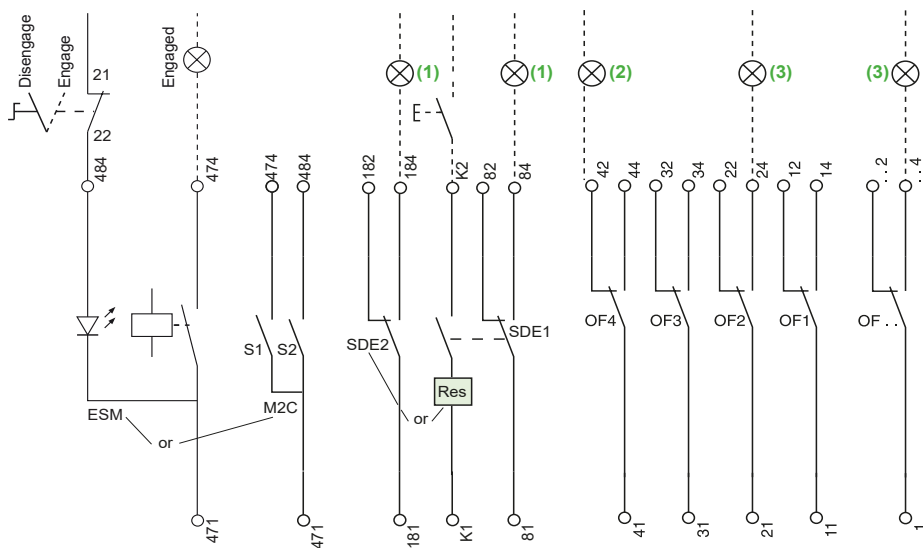 Disengage
Engage
21
22
Engaged
(1)
(1)
(2)
(3)
(3)
484
474
474
484
182
184
K2
82
84
42
44
32
34
22
24
12
14
. . 2
. . 4
S1
S2
SDE2
SDE1
OF4
OF3
OF2
OF1
OF . .
Res
ESM
or
M2C
or
471
471
181
K1
81
41
31
21
11
1